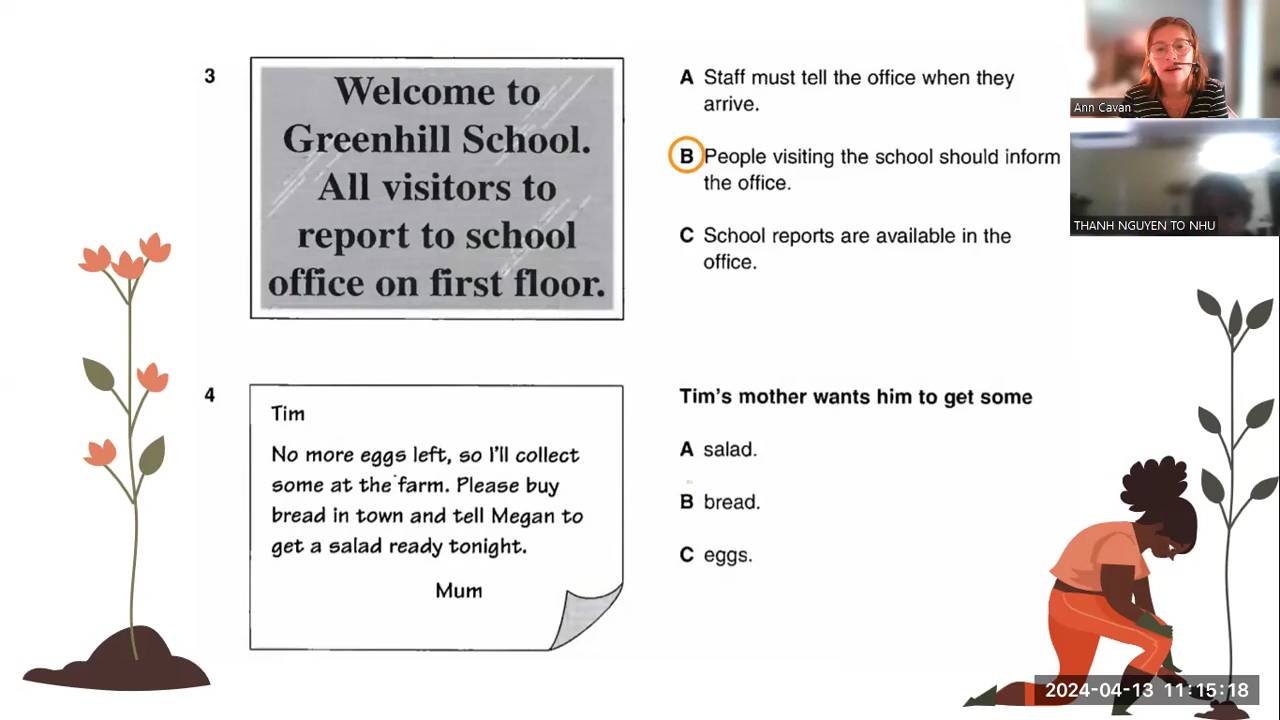 3
Welcome to
Greenhill School.
All visitors to
report to school
office on first floor.
A Staff must tell the office when they
arrive.
B People visiting the school should inform
the office.
C School reports are available in the
office.
Ann Cavan
THANH NGUYEN TO NHU
4
Tim
No more eggs left, so I'll collect
some at the farm. Please buy
bread in town and tell Megan to
get a salad ready tonight.
Mum
Tim's mother wants him to get some
A salad.
B bread.
C eggs.
2024-04-13 11:15:18